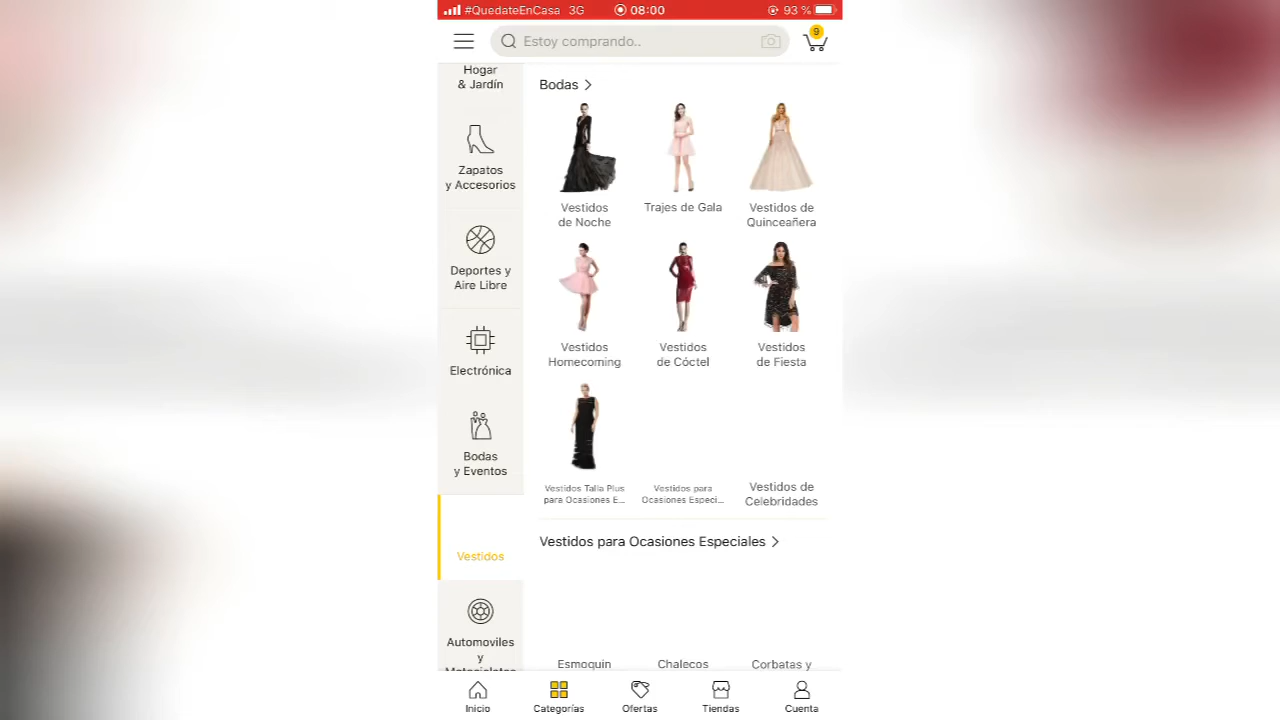 #QuedateEnCasa 3G 08:00 93 %
Estoy comprando..
9
Hogar
& Jardín
Zapatos
y Accesorios
Deportes y
Aire Libre
Electrónica
Bodas
y Eventos
Vestidos
Automoviles
y
Motocicletas
Bodas
Vestidos
de Noche
Trajes de Gala
Vestidos de
Quinceañera
Vestidos
Homecoming
Vestidos
de Cóctel
Vestidos
de Fiesta
Vestidos Talla Plus
para Ocasiones E...
Vestidos para
Ocasiones Especi...
Vestidos de
Celebridades
Vestidos para Ocasiones Especiales
Esmoquin
Chalecos
Corbatas y
Inicio
Categorías
Ofertas
Tiendas
Cuenta